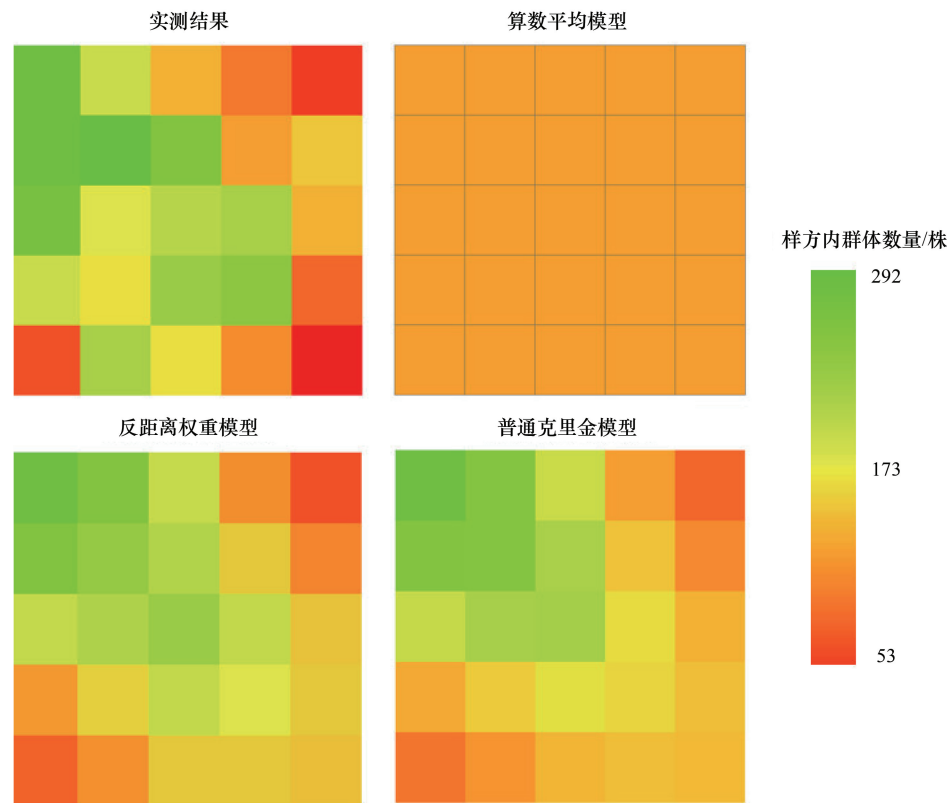 实测结果
算数平均模型
反距离权重模型
普通克里金模型
样方内群体数量/株
292
173
53